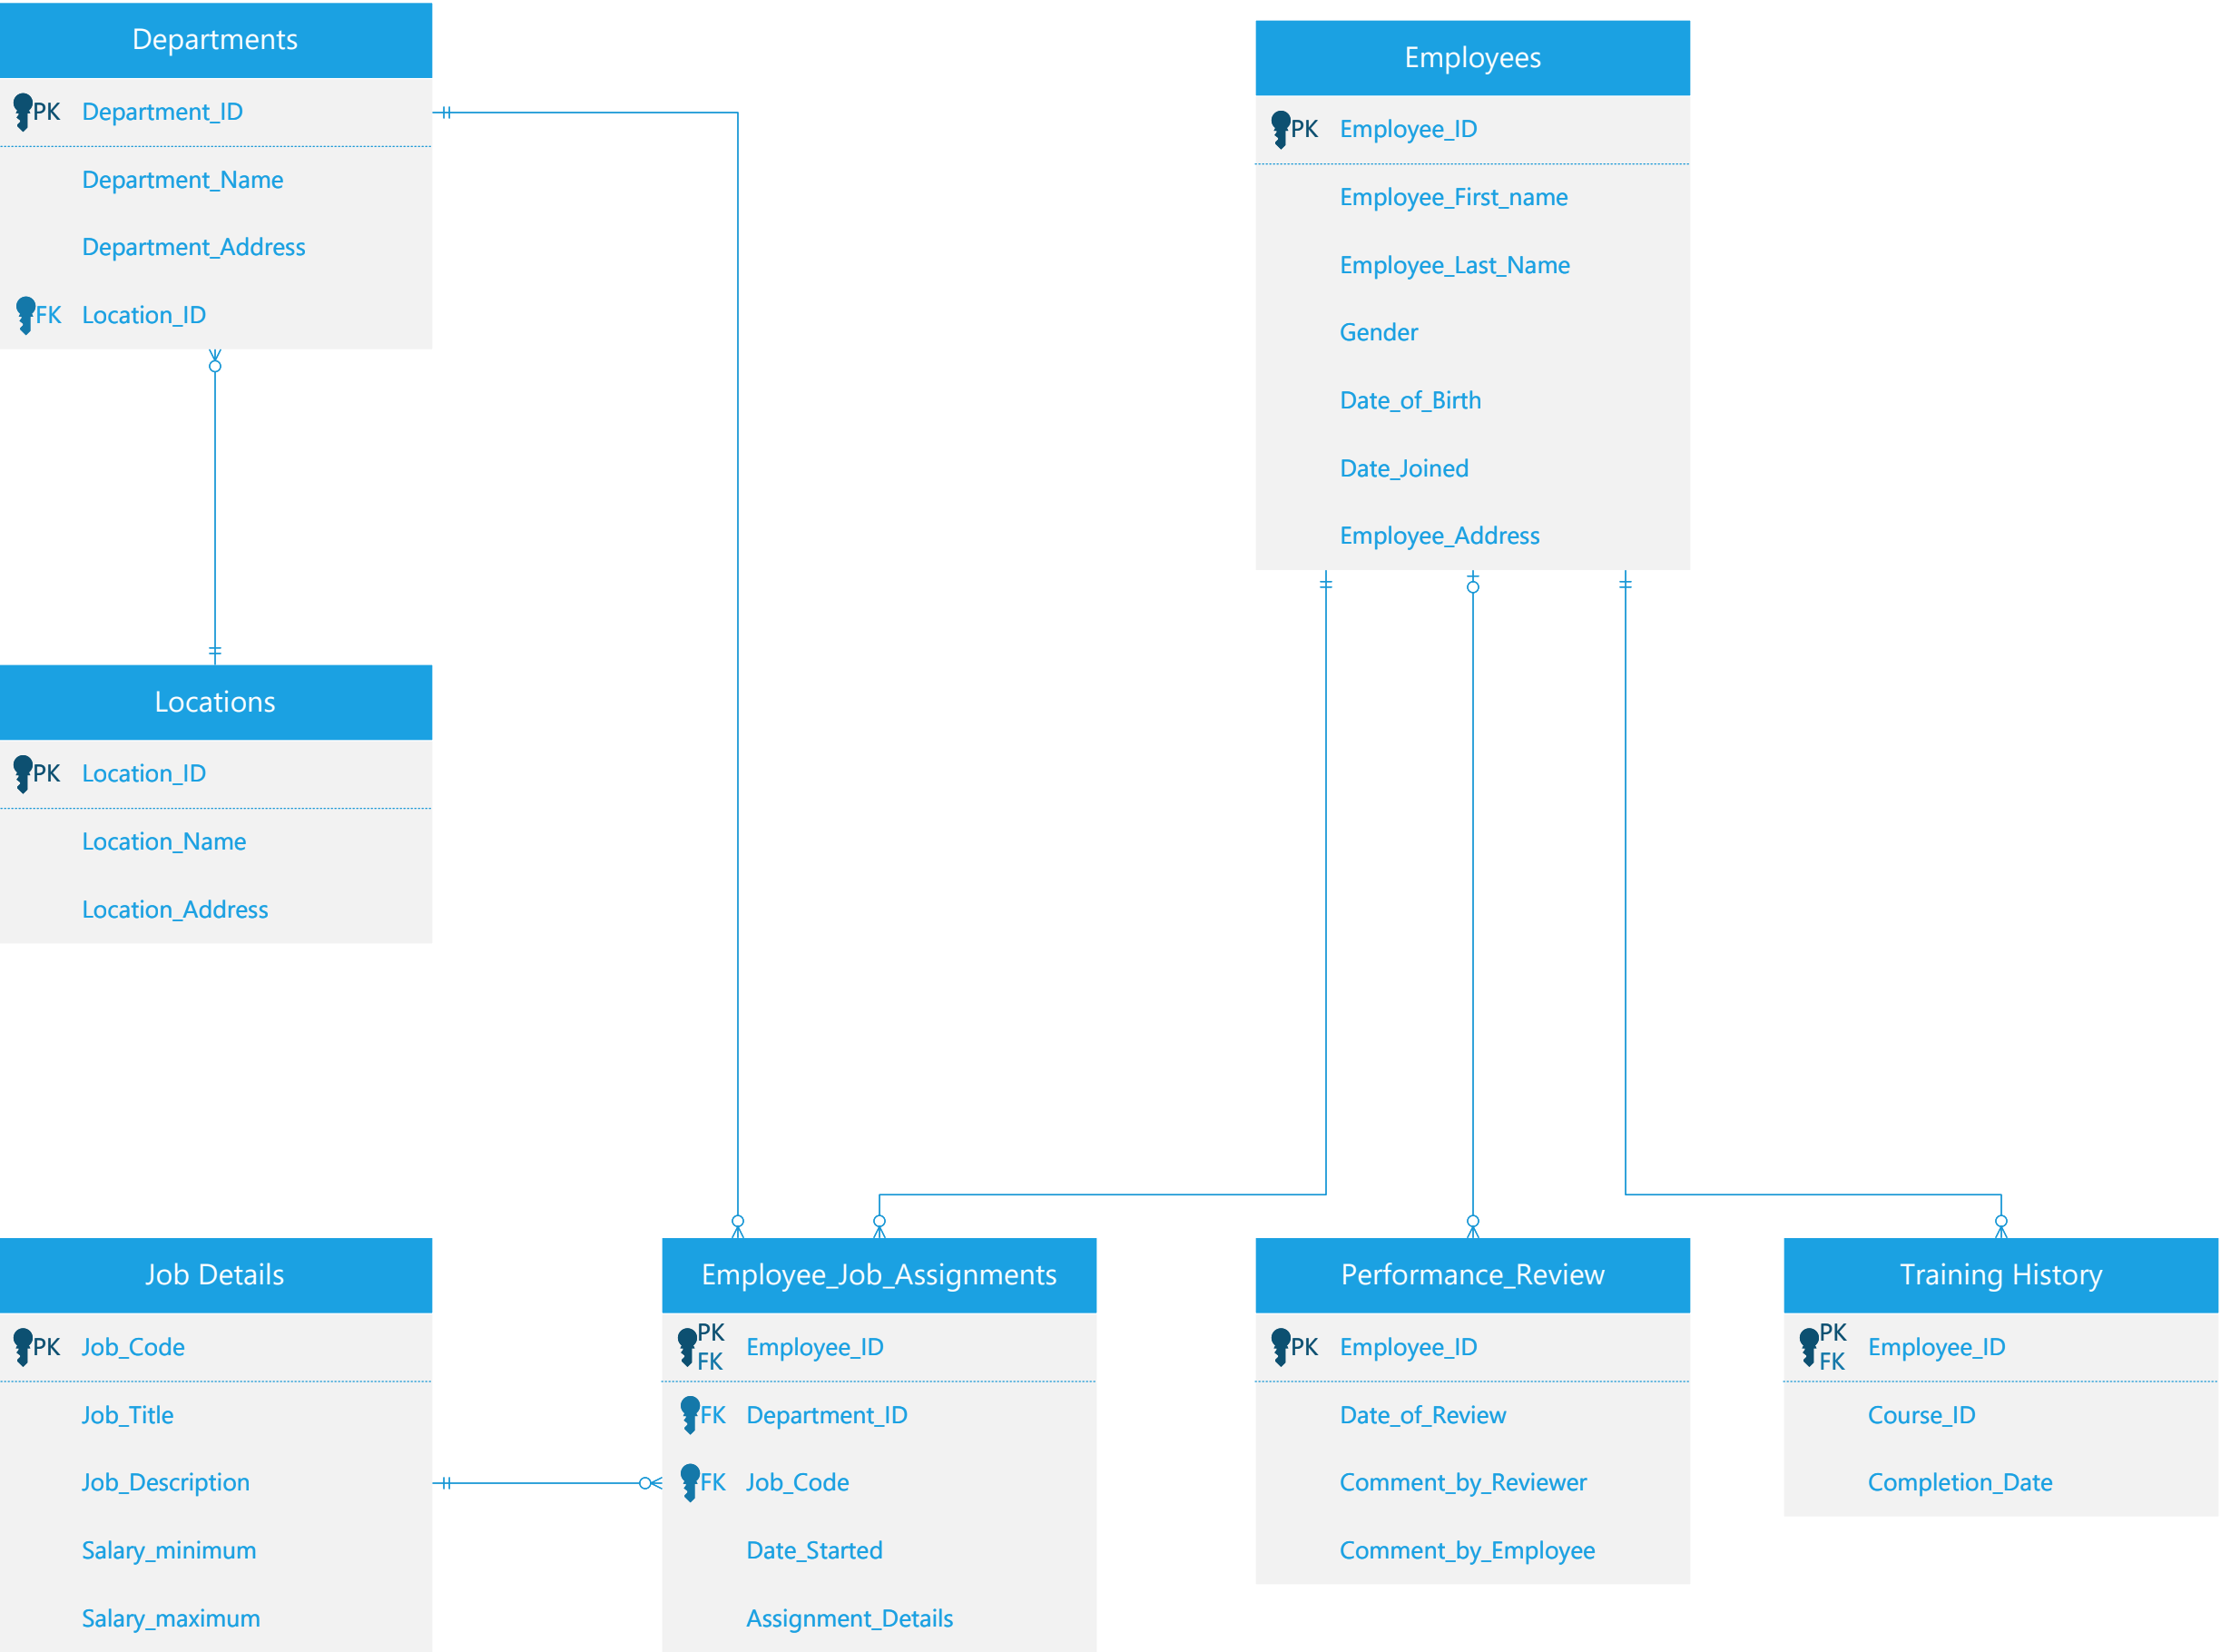 Departments
PK Department_ID
Department_Name
Department_Address
FK Location_ID
Employees
PK Employee_ID
Employee_First_name
Employee_Last_Name
Gender
Date_of_Birth
Date_Joined
Employee_Address
Locations
PK Location_ID
Location_Name
Location_Address
Job Details
PK Job_Code
Job_Title
Job_Description
Salary_minimum
Salary_maximum
Employee_Job_Assignments
PK
FK Employee_ID
FK Department_ID
FK Job_Code
Date_Started
Assignment_Details
Performance_Review
PK Employee_ID
Date_of_Review
Comment_by_Reviewer
Comment_by_Employee
Training History
PK
FK Employee_ID
Course_ID
Completion_Date